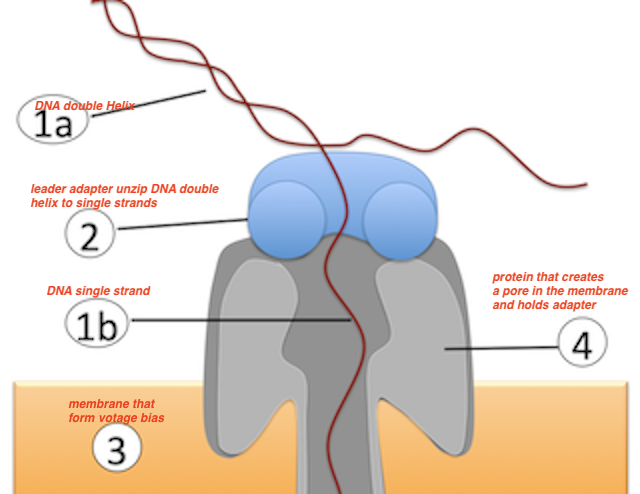 DNA double Helix
1a
leader adapter unzip DNA double
helix to single strands
2
DNA single strand
1b
protein that creates
a pore in the membrane
and holds adapter
4
membrane that
form votage bias
3